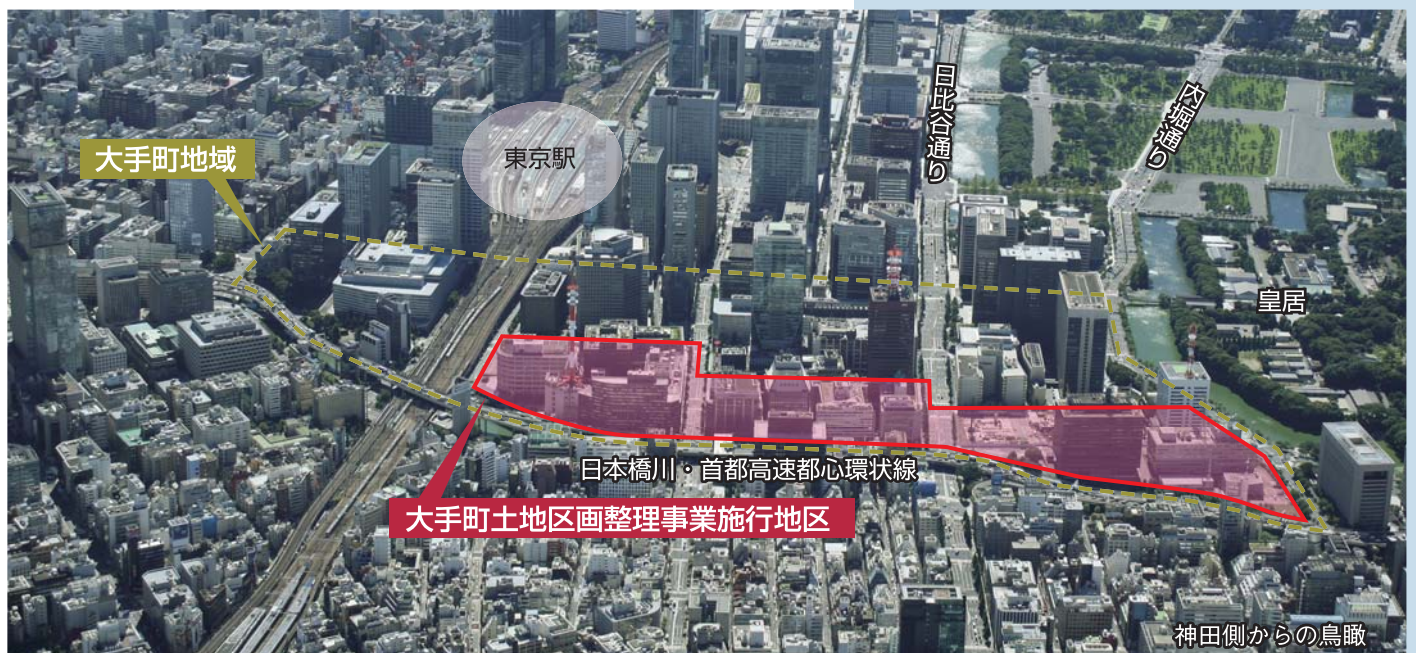 大手町地域
東京駅
日比谷通り
内堀通り
皇居
日本橋川・首都高速都心環状線
大手町土地区画整理事業施行地区
神田側からの鳥瞰